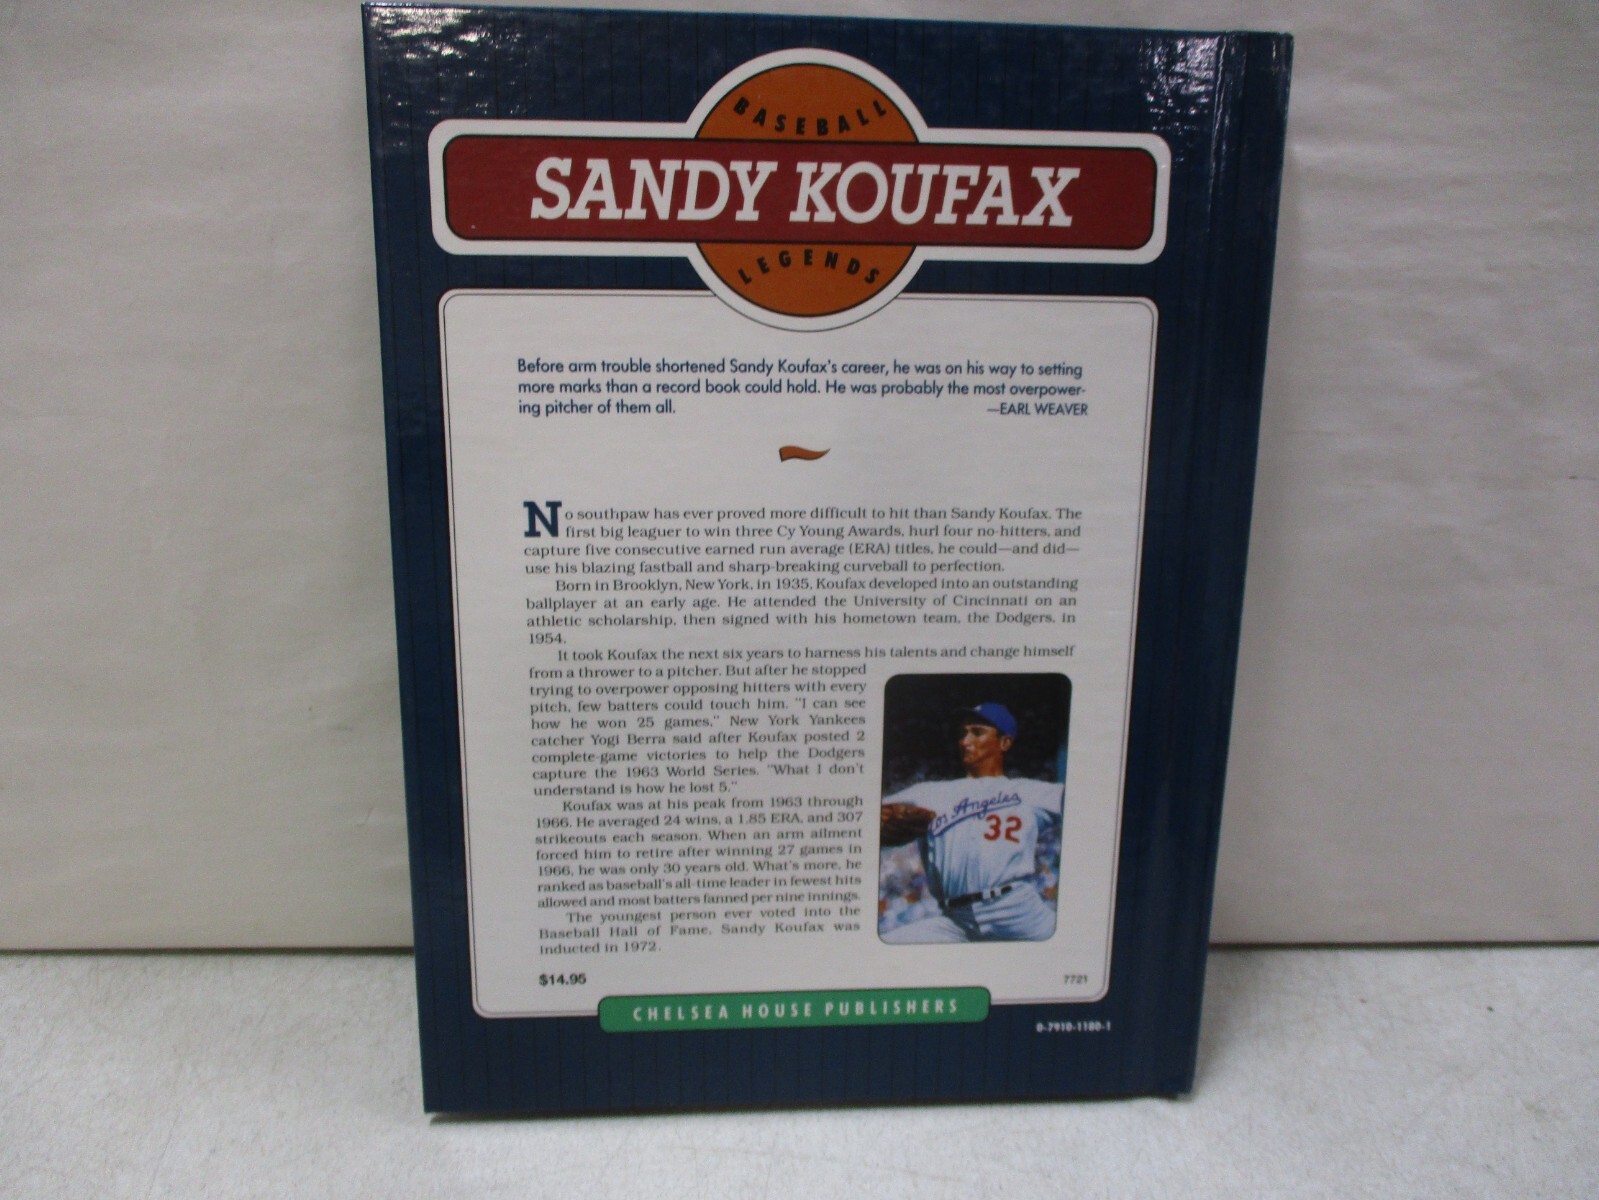 BASEBALL
SANDY KOUFAX
LEGENDS
Before arm trouble shortened Sandy Koufax's career, he was on his way to setting
more marks than a record book could hold. He was probably the most overpower-
ing pitcher of them all. —EARL WEAVER
No southpaw has ever proved more difficult to hit than Sandy Koufax. The
first big leaguer to win three Cy Young Awards, hurl four no-hitters, and
capture five consecutive earned run average (ERA) titles, he could—and did—
use his blazing fastball and sharp-breaking curveball to perfection.
Born in Brooklyn, New York, in 1935, Koufax developed into an outstanding
ballplayer at an early age. He attended the University of Cincinnati on an
athletic scholarship, then signed with his hometown team, the Dodgers, in
1954.
It took Koufax the next six years to harness his talents and change himself
from a thrower to a pitcher. But after he stopped
trying to overpower opposing hitters with every
pitch, few batters could touch him. "I can see
how he won 25 games," New York Yankees
catcher Yogi Berra said after Koufax posted 2
complete-game victories to help the Dodgers
capture the 1963 World Series. "What I don't
understand is how he lost 5."
Koufax was at his peak from 1963 through
1966. He averaged 24 wins, a 1.85 ERA, and 307
strikeouts each season. When an arm ailment
forced him to retire after winning 27 games in
1966, he was only 30 years old. What's more, he
ranked as baseball's all-time leader in fewest hits
allowed and most batters fanned per nine innings.
The youngest person ever voted into the
Baseball Hall of Fame, Sandy Koufax was
inducted in 1972.
Los Angeles
32
$14.95 7721
CHELSEA HOUSE PUBLISHERS
0-7910-1180-1